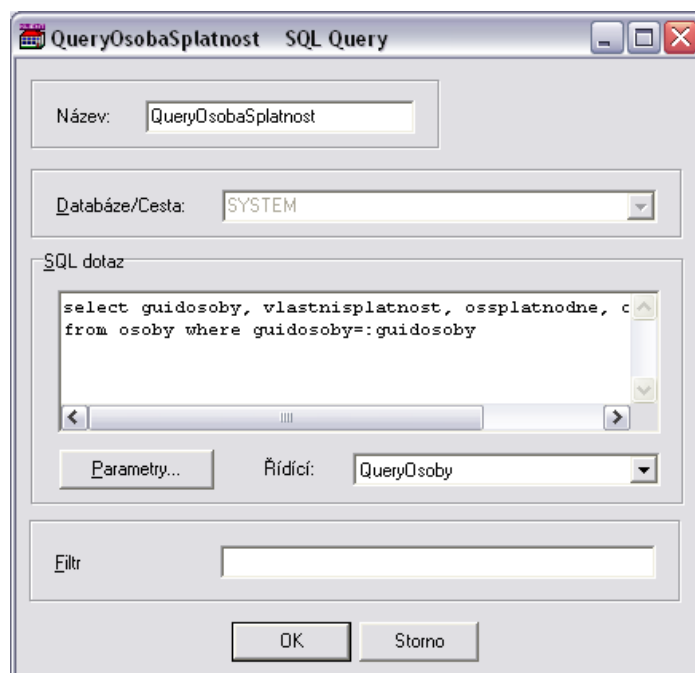 QueryOsobaSplatnost SQL Query
Název: QueryOsobaSplatnost
Databáze/Cesta: SYSTEM
SQL dotaz
select guidosoby, vlastnisplatnost, ossplatnodne, c
from osoby where guidosoby=:guidosoby
Parametry... Řídící: QueryOsoby
Filtr
OK Storno